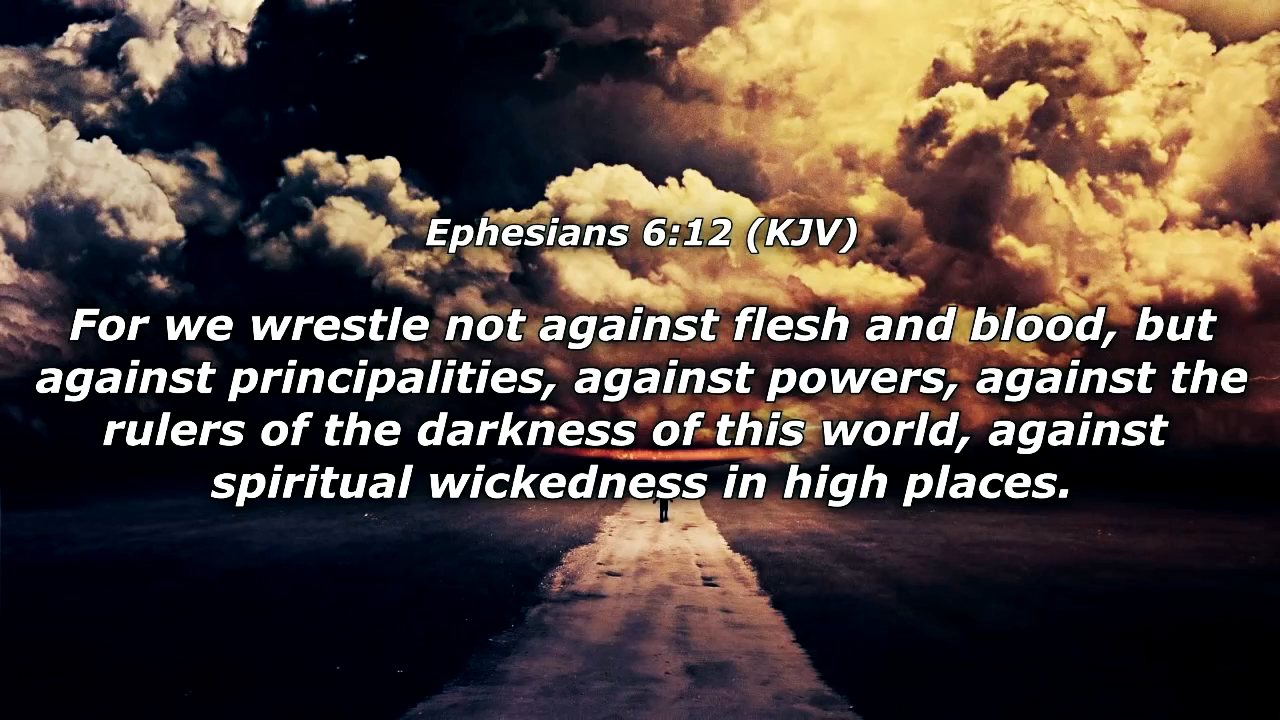 Ephesians 6:12 (KJV)
For we wrestle not against flesh and blood, but
against principalities, against powers, against the
rulers of the darkness of this world, against
spiritual wickedness in high places.